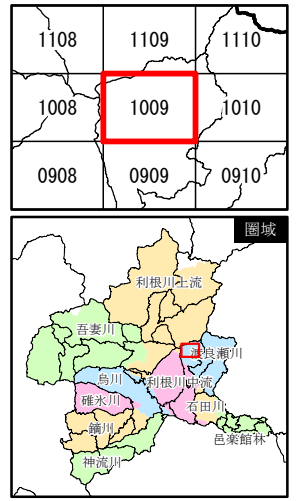 1108 1109 1110
1008 1009 1010
0908 0909 0910
圏域
利根川上流
吾妻川
渡良瀬川
烏川 利根川中流
碓氷川
石田川
鏑川
邑楽館林
神流川